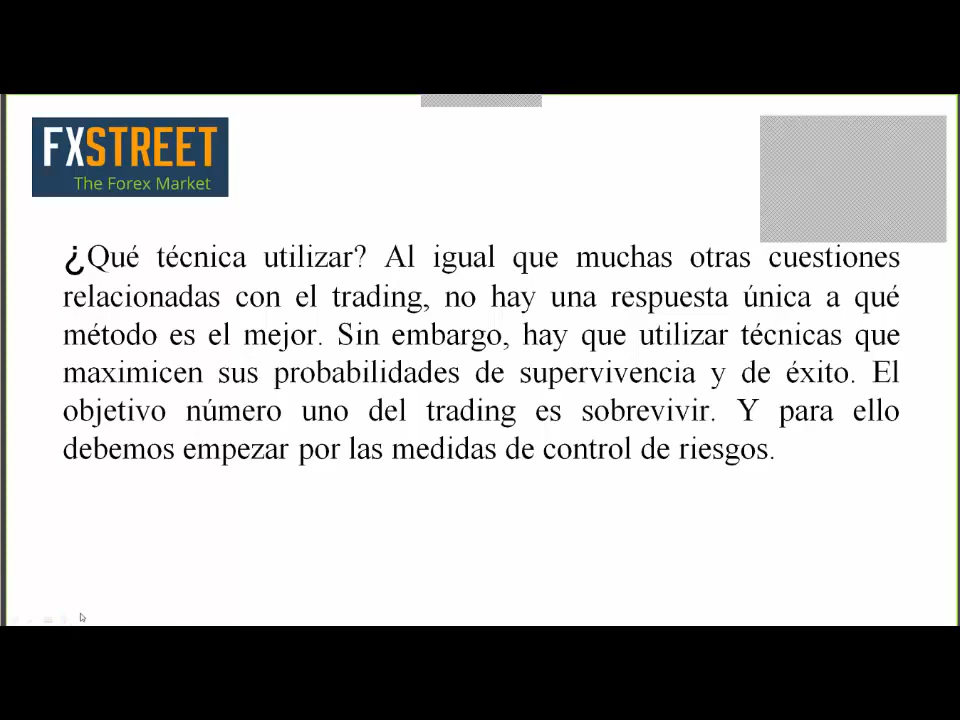 FXSTREET
The Forex Market
¿Qué técnica utilizar? Al igual que muchas otras cuestiones
relacionadas con el trading, no hay una respuesta única a qué
método es el mejor. Sin embargo, hay que utilizar técnicas que
maximicen sus probabilidades de supervivencia y de éxito. El
objetivo número uno del trading es sobrevivir. Y para ello
debemos empezar por las medidas de control de riesgos.